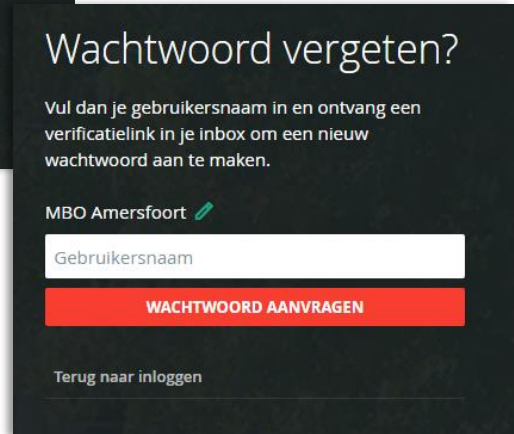 Wachtwoord vergeten?
Vul dan je gebruikersnaam in en ontvang een
verificatielink in je inbox om een nieuw
wachtwoord aan te maken.
MBO Amersfoort
Gebruikersnaam
WACHTWOORD AANVRAGEN
Terug naar inloggen